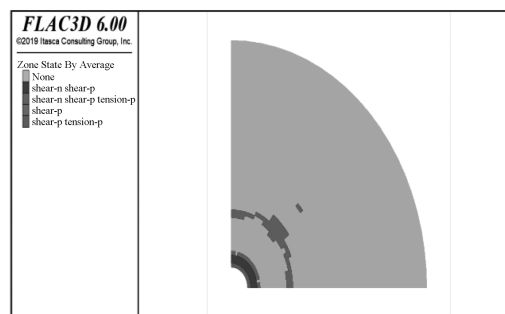 FLAC3D 6.00
©2019 Itasca Consulting Group, Inc.
Zone State By Average
None
shear-n shear-p
shear-n shear-p tension-p
shear-p
shear-p tension-p